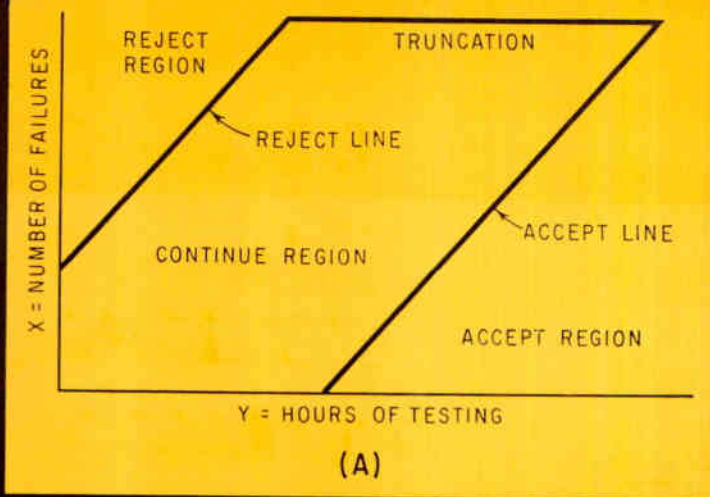 REJECT
REGION
TRUNCATION
REJECT LINE
X = NUMBER OF FAILURES
CONTINUE REGION
ACCEPT LINE
ACCEPT REGION
Y = HOURS OF TESTING
(A)